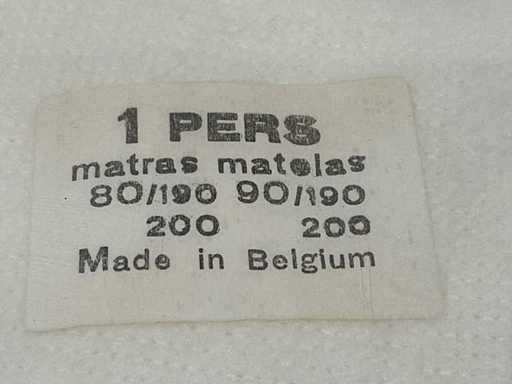 1 PERS
matras matelas
80/190 90/190
200 200
Made in Belgium